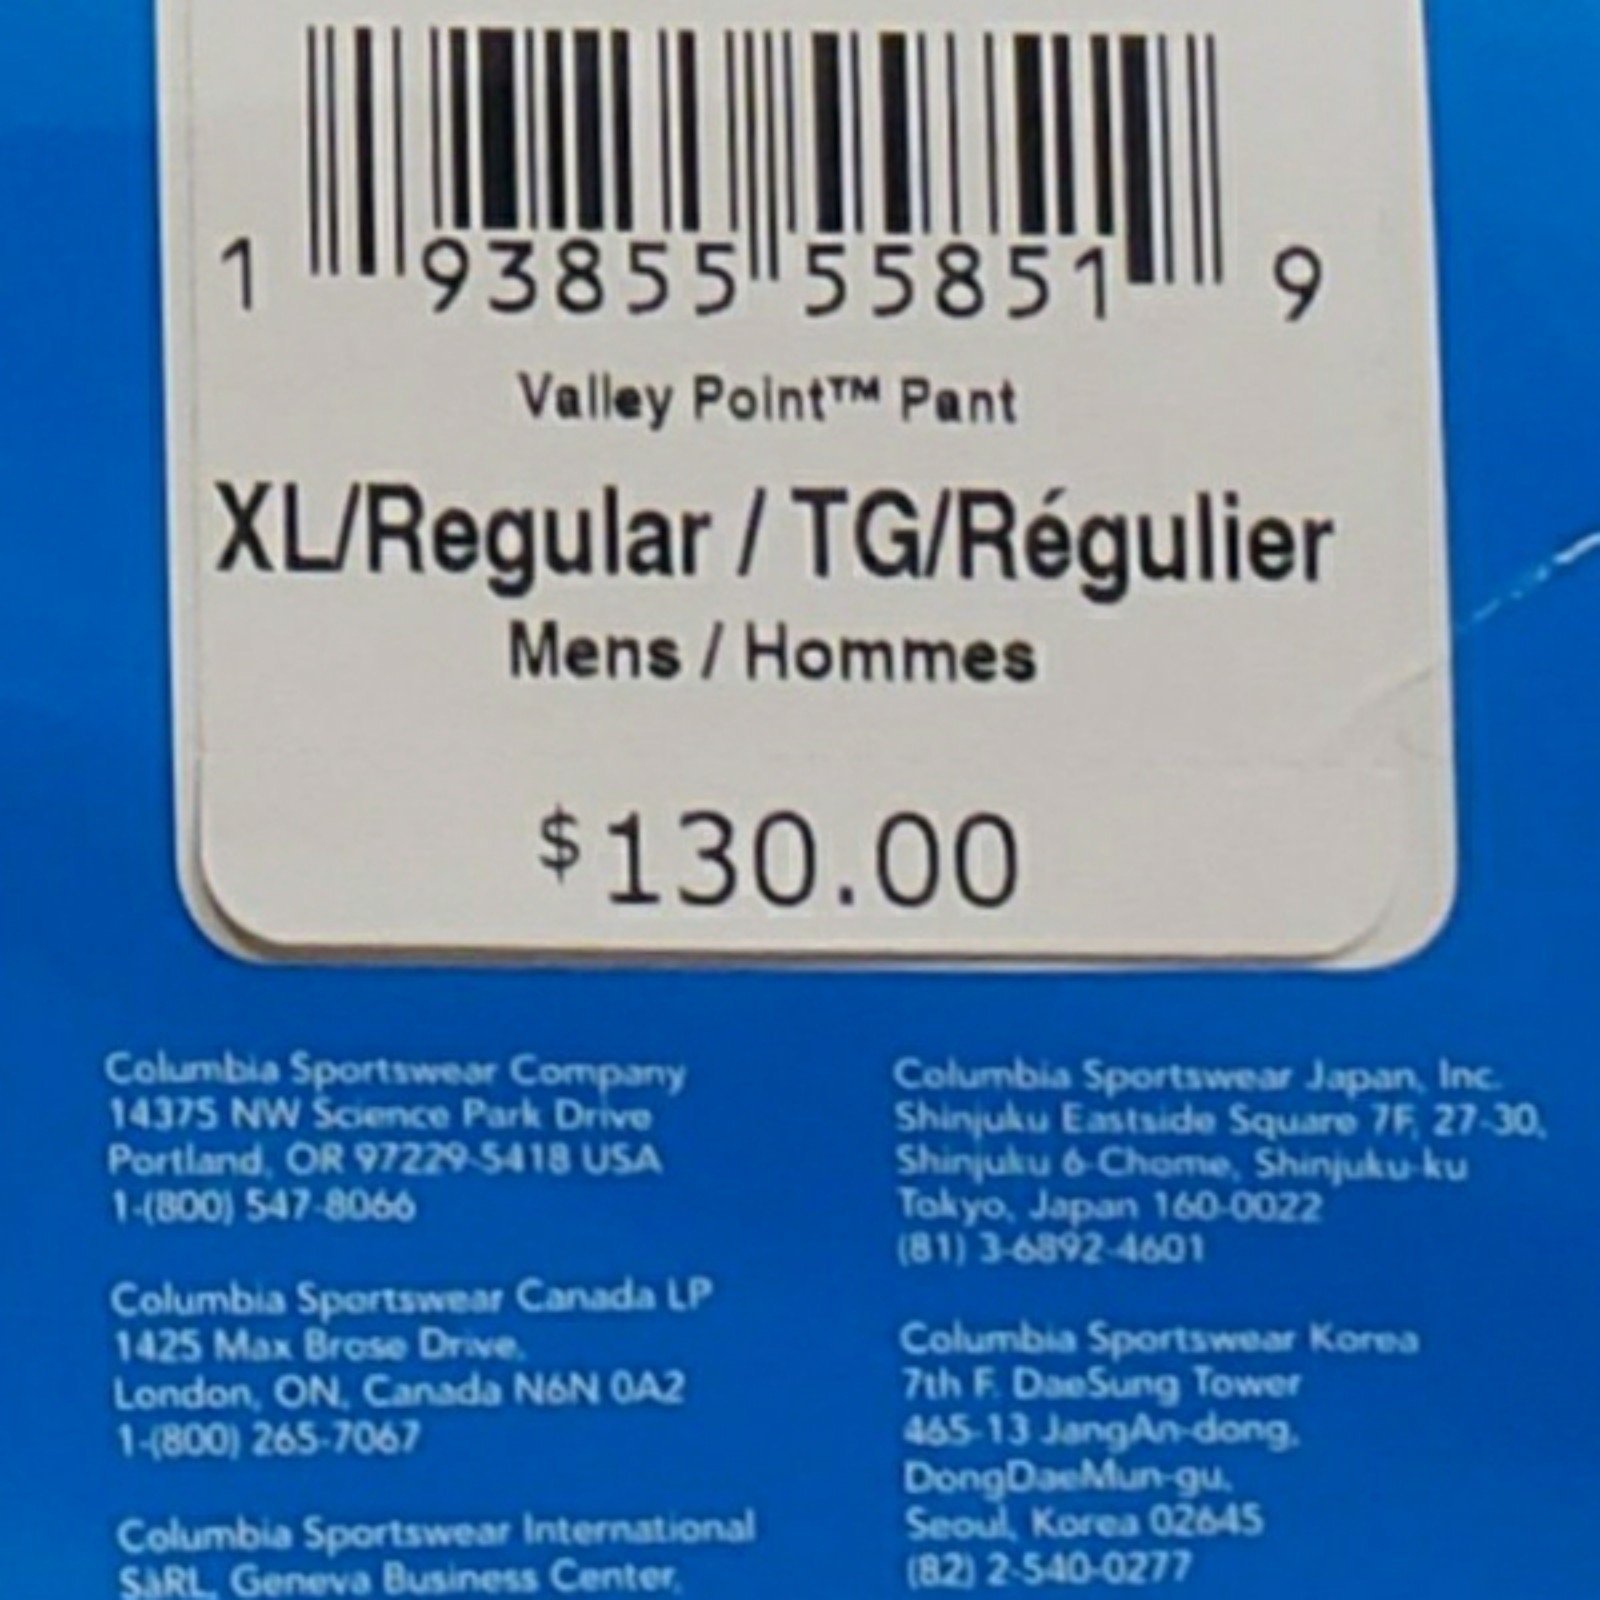 1 93855 55851 9
Valley Point™ Pant
XL/Regular / TG/Régulier
Mens / Hommes
$130.00
Columbia Sportswear Company
14375 NW Science Park Drive
Portland, OR 97229-5418 USA
1-(800) 547-8066
Columbia Sportswear Canada LP
1425 Max Brose Drive,
London, ON, Canada N6N 0A2
1-(800) 265-7067
Columbia Sportswear International
SàRL, Geneva Business Center,
Columbia Sportswear Japan, Inc.
Shinjuku Eastside Square 7F, 27-30,
Shinjuku 6-Chome, Shinjuku-ku
Tokyo, Japan 160-0022
(81) 3-6892-4601
Columbia Sportswear Korea
7th F. DaeSung Tower
465-13 JangAn-dong,
DongDaeMun-gu,
Seoul, Korea 02645
(82) 2-540-0277